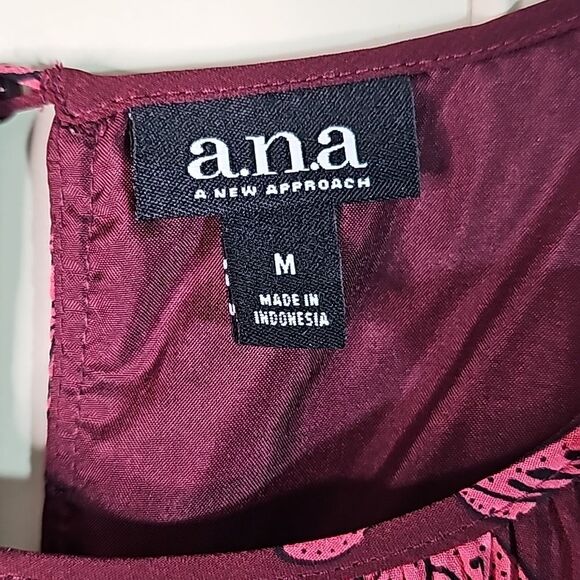 a.n.a
A NEW APPROACH
M
MADE IN
INDONESIA